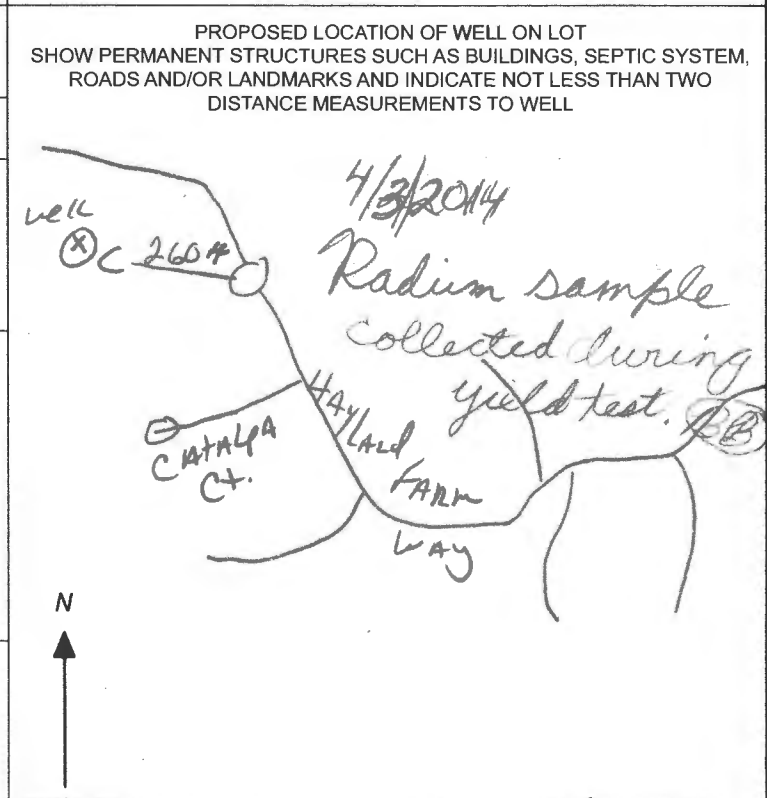 PROPOSED LOCATION OF WELL ON LOT
SHOW PERMANENT STRUCTURES SUCH AS BUILDINGS, SEPTIC SYSTEM,
ROADS AND/OR LANDMARKS AND INDICATE NOT LESS THAN TWO
DISTANCE MEASUREMENTS TO WELL
4/3/2014
well
260 ft
Radium sample
collected during
yield test.
CATALPA
Ct.
FARM
WAY
N